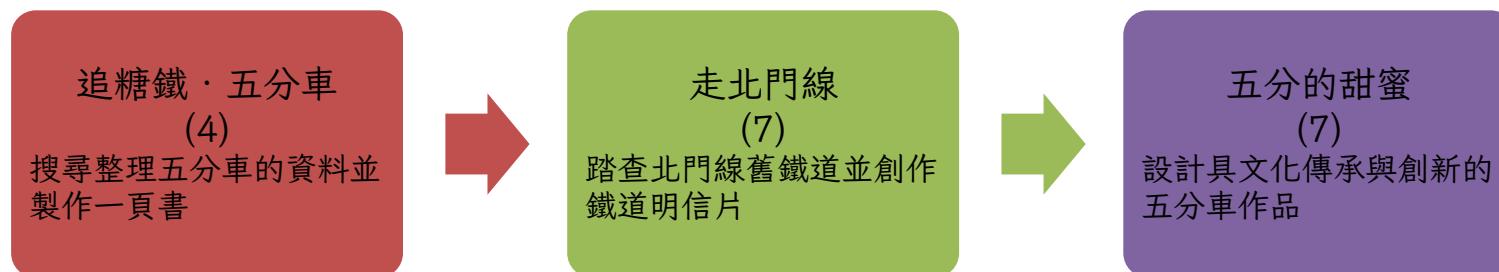 追糖鐵．五分車
(4)
搜尋整理五分車的資料並
製作一頁書
走北門線
(7)
踏查北門線舊鐵道並創作
鐵道明信片
五分的甜蜜
(7)
設計具文化傳承與創新的
五分車作品